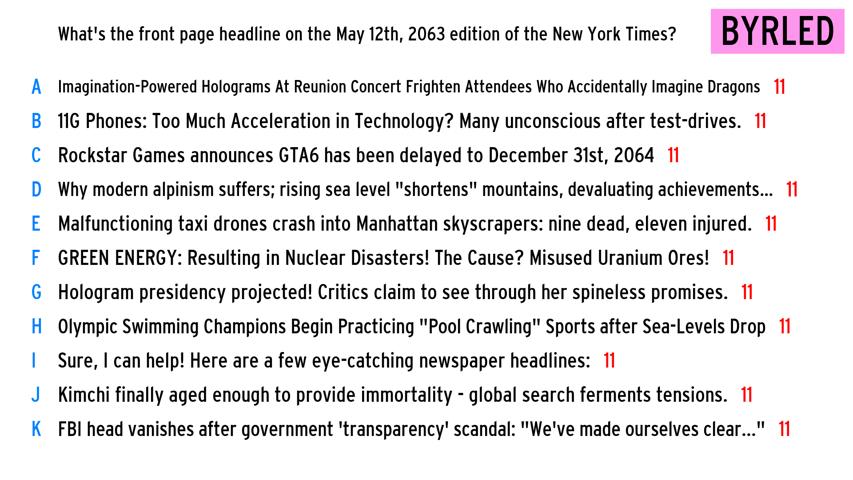 What's the front page headline on the May 12th, 2063 edition of the New York Times?
BYRLED
A Imagination-Powered Holograms At Reunion Concert Frighten Attendees Who Accidentally Imagine Dragons 11
B 11G Phones: Too Much Acceleration in Technology? Many unconscious after test-drives. 11
C Rockstar Games announces GTA6 has been delayed to December 31st, 2064 11
D Why modern alpinism suffers; rising sea level "shortens" mountains, devaluating achievements... 11
E Malfunctioning taxi drones crash into Manhattan skyscrapers: nine dead, eleven injured. 11
F GREEN ENERGY: Resulting in Nuclear Disasters! The Cause? Misused Uranium Ores! 11
G Hologram presidency projected! Critics claim to see through her spineless promises. 11
H Olympic Swimming Champions Begin Practicing "Pool Crawling" Sports after Sea-Levels Drop 11
I Sure, I can help! Here are a few eye-catching newspaper headlines: 11
J Kimchi finally aged enough to provide immortality - global search ferments tensions. 11
K FBI head vanishes after government 'transparency' scandal: "We've made ourselves clear..." 11